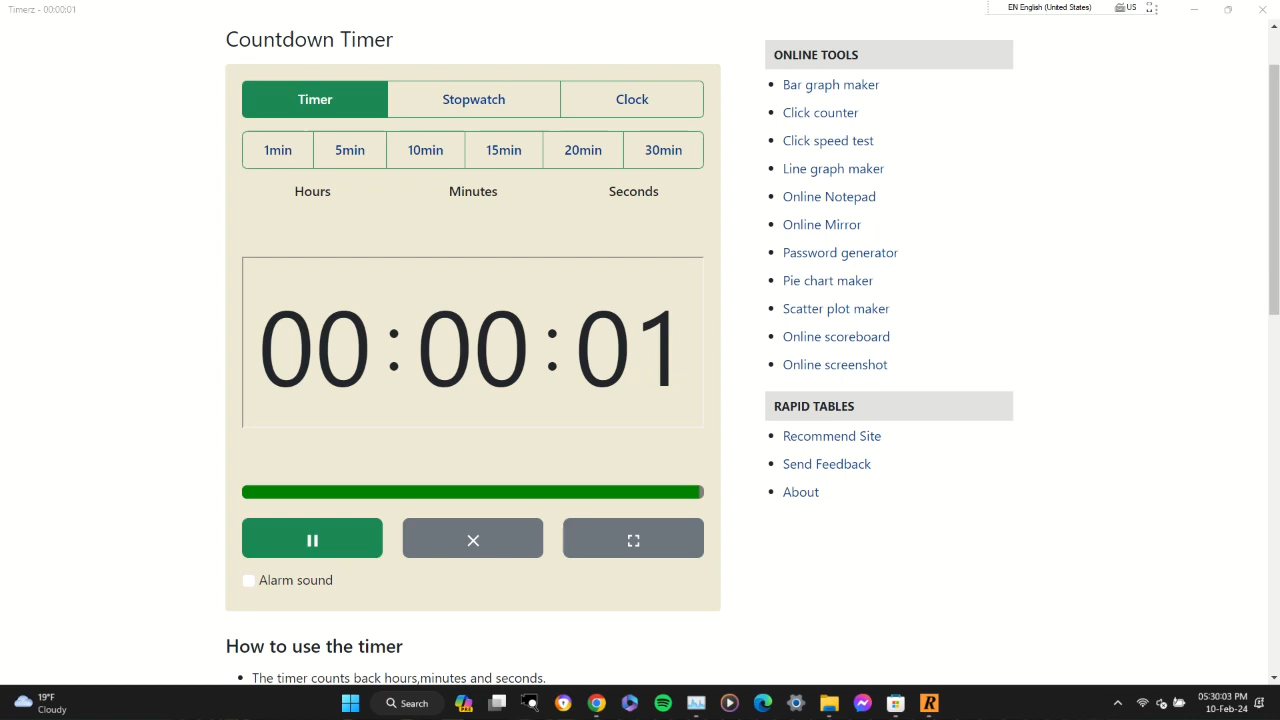 Timerz - 00:00:01
EN English (United States)
US
Countdown Timer
Timer
Stopwatch
Clock
1min
5min
10min
15min
20min
30min
Hours
Minutes
Seconds
00:00:01
Alarm sound
How to use the timer
The timer counts back hours,minutes and seconds.
ONLINE TOOLS
Bar graph maker
Click counter
Click speed test
Line graph maker
Online Notepad
Online Mirror
Password generator
Pie chart maker
Scatter plot maker
Online scoreboard
Online screenshot
RAPID TABLES
Recommend Site
Send Feedback
About
19°F
Cloudy
Search
PRE
R
05:30:03 PM
10-Feb-24